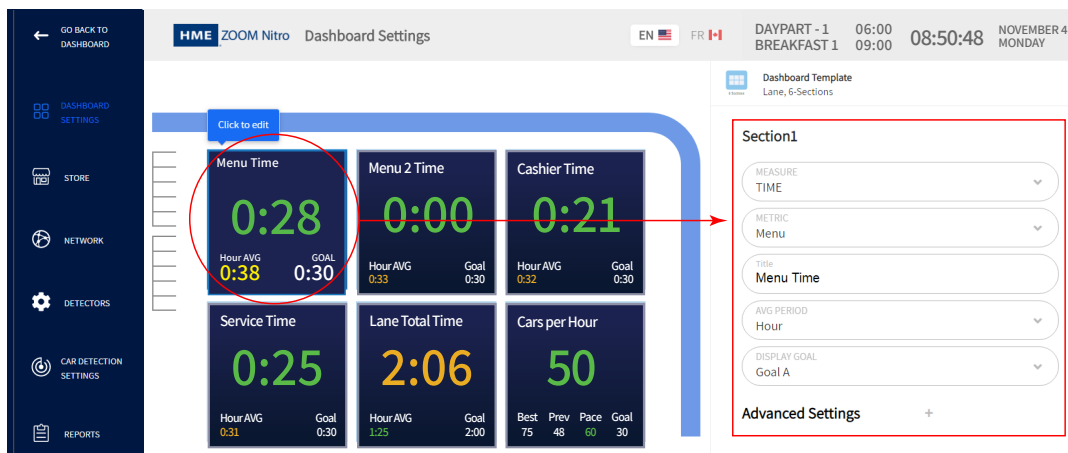 GO BACK TO
DASHBOARD
HME ZOOM Nitro Dashboard Settings
EN FR
DAYPART - 1 06:00
BREAKFAST 1 09:00
08:50:48
NOVEMBER 4
MONDAY
DASHBOARD
SETTINGS
STORE
NETWORK
DETECTORS
CAR DETECTION
SETTINGS
REPORTS
Click to edit
Menu Time
0:28
Hour AVG GOAL
0:38 0:30
Menu 2 Time
0:00
Hour AVG Goal
0:33 0:30
Cashier Time
0:21
Hour AVG Goal
0:32 0:30
Service Time
0:25
Hour AVG Goal
0:31 0:30
Lane Total Time
2:06
Hour AVG Goal
1:25 2:00
Cars per Hour
50
Best Prev Pace Goal
75 48 60 30
Dashboard Template
Lane, 6-Sections
Section1
MEASURE
TIME
METRIC
Menu
Title
Menu Time
AVG PERIOD
Hour
DISPLAY GOAL
Goal A
Advanced Settings +